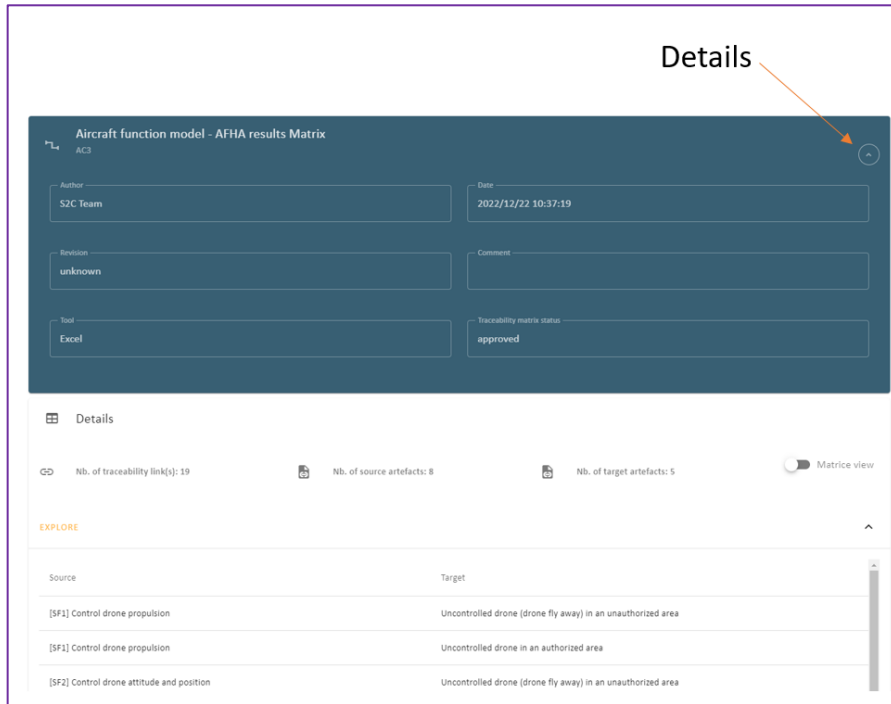 Details
Aircraft function model - AFHA results Matrix
AC3
Author
S2C Team
Date
2022/12/22 10:37:19
Revision
unknown
Comment
Tool
Excel
Traceability matrix status
approved
Details
Nb. of traceability link(s): 19
Nb. of source artefacts: 8
Nb. of target artefacts: 5
Matrice view
EXPLORE
Source Target
[SF1] Control drone propulsion Uncontrolled drone (drone fly away) in an unauthorized area
[SF1] Control drone propulsion Uncontrolled drone in an authorized area
[SF2] Control drone attitude and position Uncontrolled drone (drone fly away) in an unauthorized area